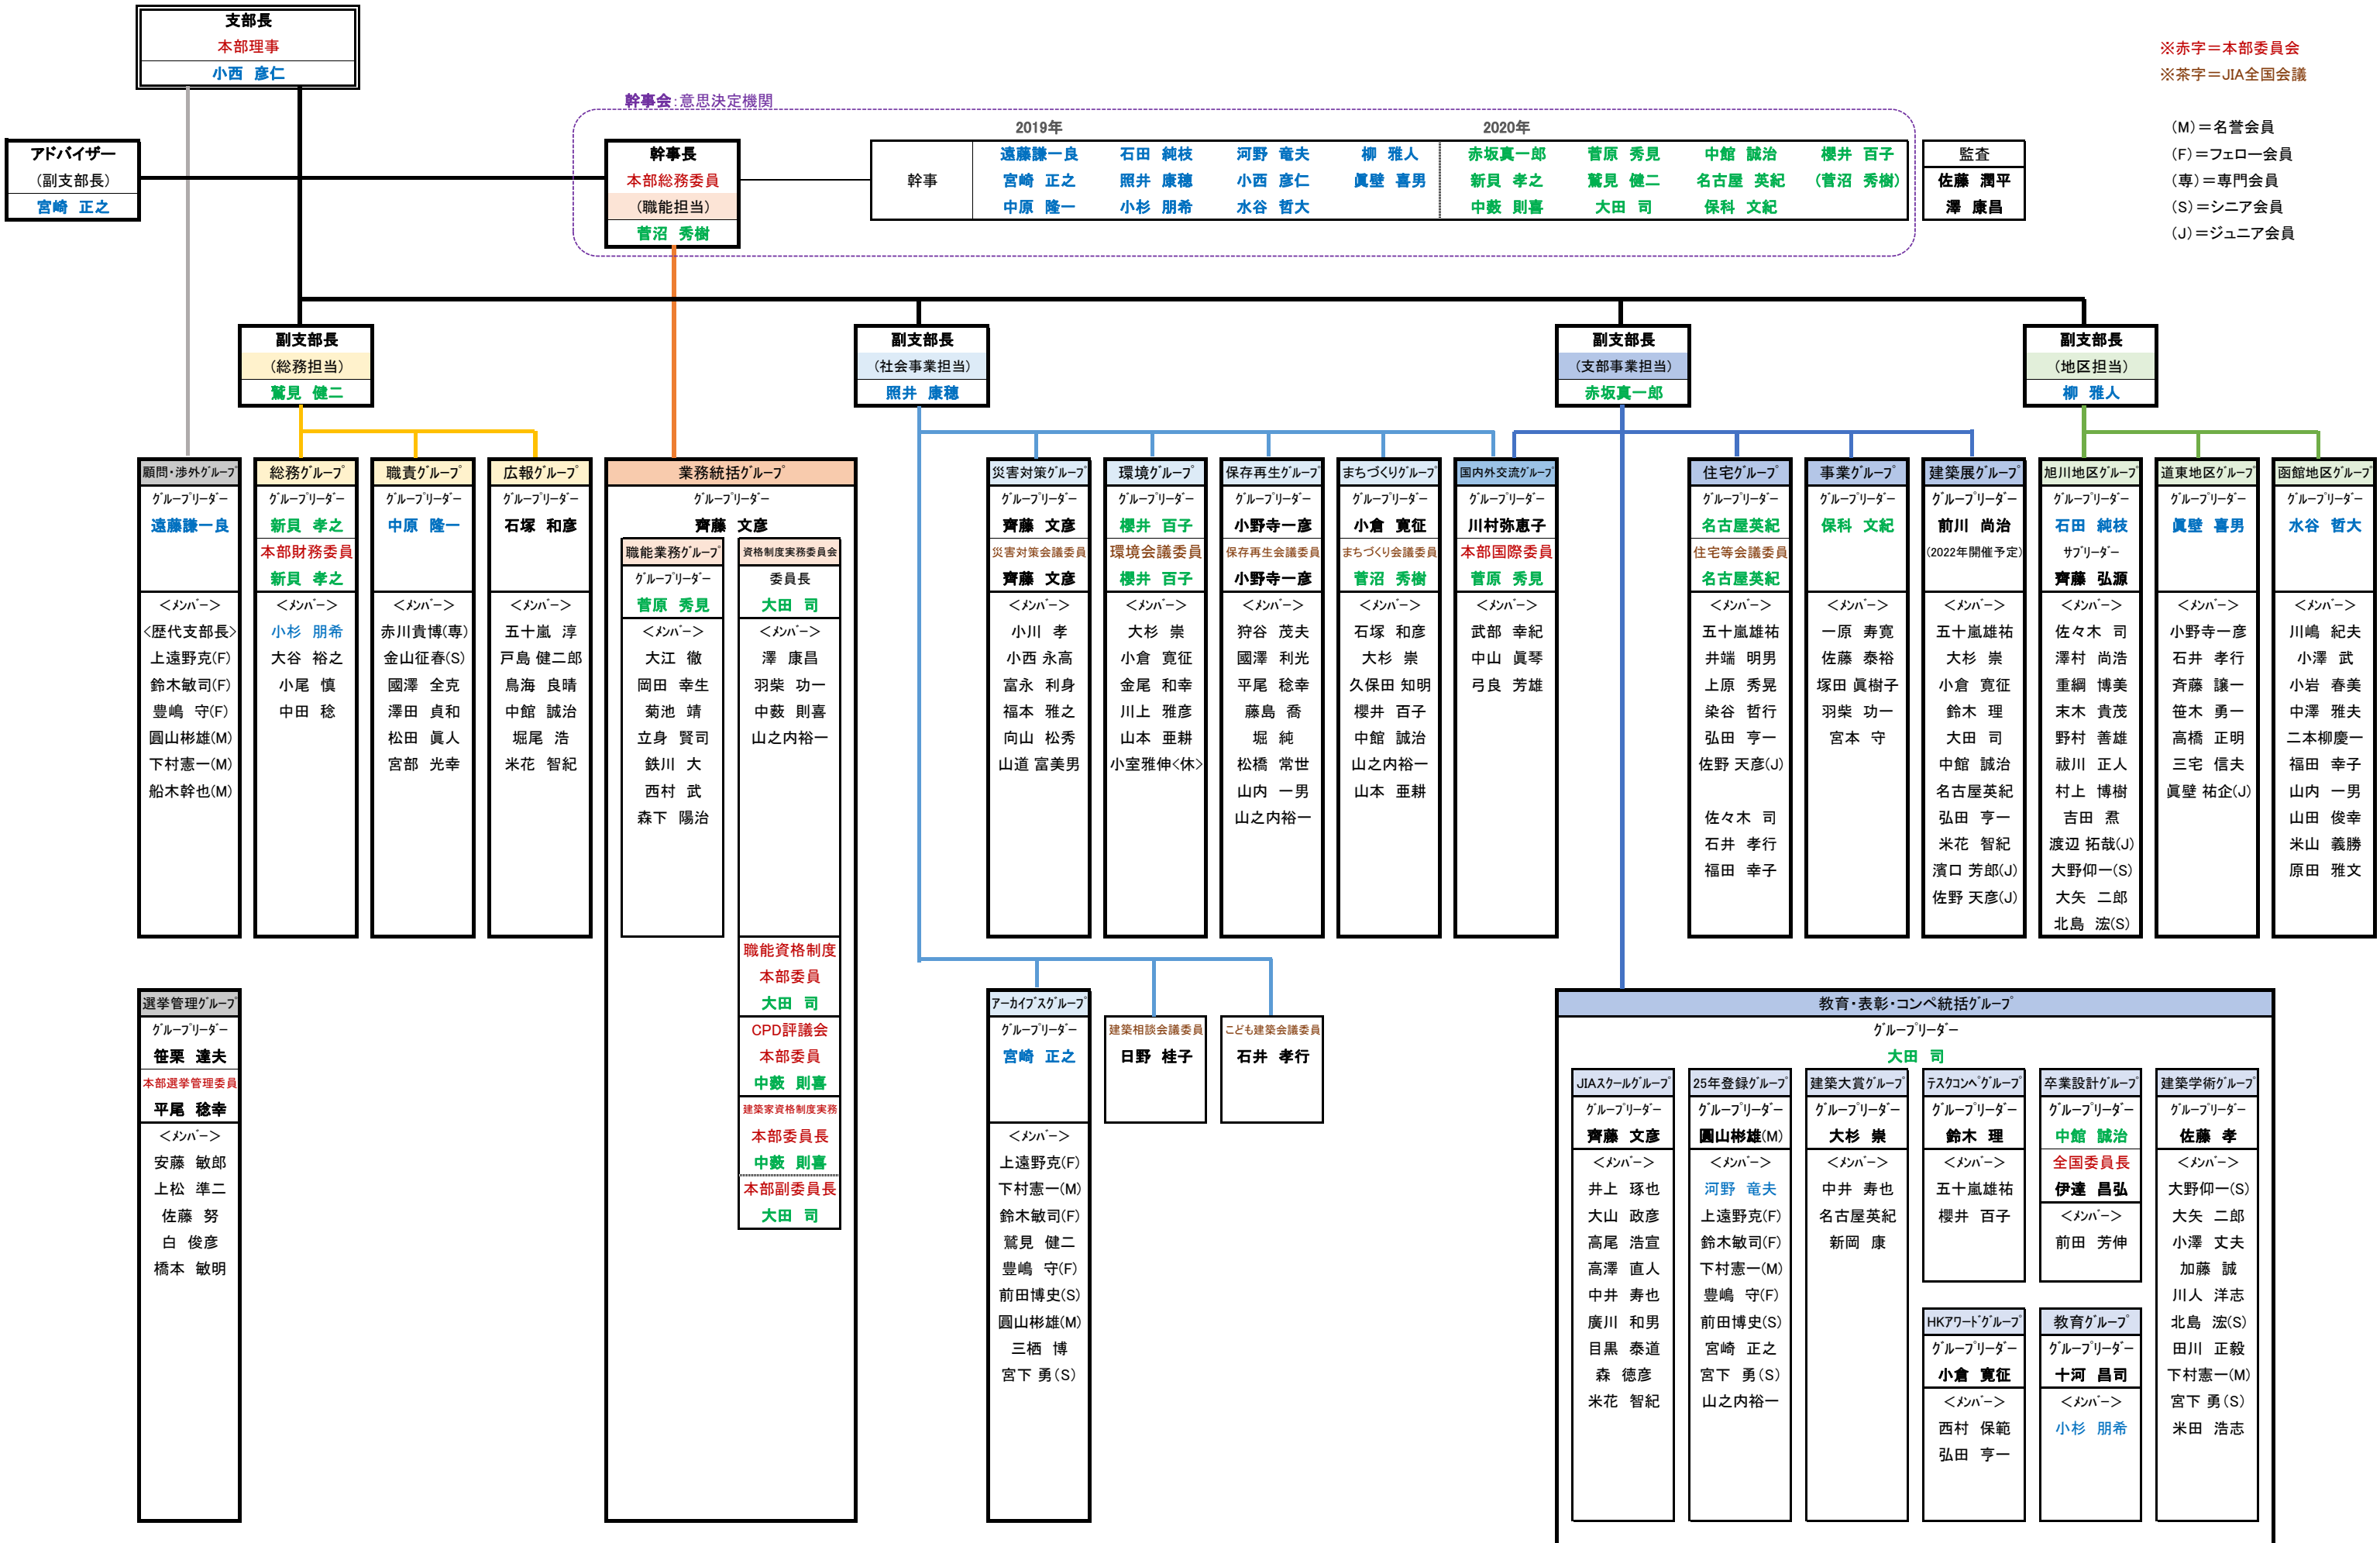 支部長
本部理事
小西 彦仁
※赤字＝本部委員会
※茶字＝JIA全国会議
(M)＝名誉会員
(F)＝フェロー会員
(専)＝専門会員
(S)＝シニア会員
(J)＝ジュニア会員
アドバイザー
(副支部長)
宮崎 正之
幹事会：意思決定機関
幹事長
本部総務委員
(職能担当)
菅沼 秀樹
幹事
2019年 2020年
遠藤謙一良 石田 純枝 河野 竜夫 柳 雅人 赤坂真一郎 菅原 秀見 中舘 誠治 櫻井 百子
宮崎 正之 照井 康穂 小西 彦仁 眞壁 喜男 新貝 孝之 鷲見 健二 名古屋 英紀 (菅沼 秀樹)
中原 隆一 小杉 朋希 水谷 哲大 中薮 則喜 大田 司 保科 文紀
監査
佐藤 潤平
澤 康昌
副支部長
(総務担当)
鷲見 健二
副支部長
(社会事業担当)
照井 康穂
副支部長
(支部事業担当)
赤坂真一郎
副支部長
(地区担当)
柳 雅人
顧問・渉外グループ
グループリーダー
遠藤謙一良
＜メンバー＞
<歴代支部長>
上遠野克(F)
鈴木敏司(F)
豊嶋 守(F)
圓山彬雄(M)
下村憲一(M)
船木幹也(M)
総務グループ
グループリーダー
新貝 孝之
本部財務委員
新貝 孝之
＜メンバー＞
小杉 朋希
大谷 裕之
小尾 慎
中田 稔
職責グループ
グループリーダー
中原 隆一
＜メンバー＞
赤川貴博(専)
金山征春(S)
國澤 全克
澤田 貞和
松田 眞人
宮部 光幸
広報グループ
グループリーダー
石塚 和彦
＜メンバー＞
五十嵐 淳
戸島 健二郎
鳥海 良晴
中舘 誠治
堀尾 浩
米花 智紀
業務統括グループ
グループリーダー
齊藤 文彦
職能業務グループ
グループリーダー
菅原 秀見
＜メンバー＞
大江 徹
岡田 幸生
菊池 靖
立身 賢司
鉄川 大
西村 武
森下 陽治
資格制度実務委員会
委員長
大田 司
＜メンバー＞
澤 康昌
羽柴 功一
中薮 則喜
山之内裕一
職能資格制度
本部委員
大田 司
CPD評議会
本部委員
中薮 則喜
建築家資格制度実務
本部委員長
中薮 則喜
本部副委員長
大田 司
災害対策グループ
グループリーダー
齊藤 文彦
災害対策会議委員
齊藤 文彦
＜メンバー＞
小川 孝
小西 永高
富永 利身
福本 雅之
向山 松秀
山道 富美男
環境グループ
グループリーダー
櫻井 百子
環境会議委員
櫻井 百子
＜メンバー＞
大杉 崇
小倉 寛征
金尾 和幸
川上 雅彦
山本 亜耕
小室雅伸<休>
保存再生グループ
グループリーダー
小野寺一彦
保存再生会議委員
小野寺一彦
＜メンバー＞
狩谷 茂夫
國澤 利光
平尾 稔幸
藤島 喬
堀 純
松橋 常世
山内 一男
山之内裕一
まちづくりグループ
グループリーダー
小倉 寛征
まちづくり会議委員
菅沼 秀樹
＜メンバー＞
石塚 和彦
大杉 崇
久保田 知明
櫻井 百子
中舘 誠治
山之内裕一
山本 亜耕
国内外交流グループ
グループリーダー
川村弥恵子
本部国際委員
菅原 秀見
＜メンバー＞
武部 幸紀
中山 眞琴
弓良 芳雄
住宅グループ
グループリーダー
名古屋英紀
住宅等会議委員
名古屋英紀
＜メンバー＞
五十嵐雄祐
井端 明男
上原 秀晃
染谷 哲行
弘田 亨一
佐野 天彦(J)
佐々木 司
石井 孝行
福田 幸子
事業グループ
グループリーダー
保科 文紀
＜メンバー＞
一原 寿寛
佐藤 泰裕
塚田 眞樹子
羽柴 功一
宮本 守
建築展グループ
グループリーダー
前川 尚治
(2022年開催予定)
＜メンバー＞
五十嵐雄祐
大杉 崇
小倉 寛征
鈴木 理
大田 司
中舘 誠治
名古屋英紀
弘田 亨一
米花 智紀
濱口 芳郎(J)
佐野 天彦(J)
旭川地区グループ
グループリーダー
石田 純枝
サブリーダー
齊藤 弘源
＜メンバー＞
佐々木 司
澤村 尚浩
重綱 博美
末木 貴茂
野村 善雄
祓川 正人
村上 博樹
吉田 焄
渡辺 拓哉(J)
大野仰一(S)
大矢 二郎
北島 浤(S)
道東地区グループ
グループリーダー
眞壁 喜男
＜メンバー＞
小野寺一彦
石井 孝行
斉藤 譲一
笹木 勇一
高橋 正明
三宅 信夫
眞壁 祐企(J)
函館地区グループ
グループリーダー
水谷 哲大
＜メンバー＞
川嶋 紀夫
小澤 武
小岩 春美
中澤 雅夫
二本柳慶一
福田 幸子
山内 一男
山田 俊幸
米山 義勝
原田 雅文
選挙管理グループ
グループリーダー
笹栗 達夫
本部選挙管理委員
平尾 稔幸
＜メンバー＞
安藤 敏郎
上松 準二
佐藤 努
白 俊彦
橋本 敏明
アーカイブスグループ
グループリーダー
宮崎 正之
＜メンバー＞
上遠野克(F)
下村憲一(M)
鈴木敏司(F)
鷲見 健二
豊嶋 守(F)
前田博史(S)
圓山彬雄(M)
三栖 博
宮下 勇(S)
建築相談会議委員
日野 桂子
こども建築会議委員
石井 孝行
教育・表彰・コンペ統括グループ
グループリーダー
大田 司
JIAスクールグループ
グループリーダー
齊藤 文彦
＜メンバー＞
井上 琢也
大山 政彦
高尾 浩宣
高澤 直人
中井 寿也
廣川 和男
目黒 泰道
森 徳彦
米花 智紀
25年登録グループ
グループリーダー
圓山彬雄(M)
＜メンバー＞
河野 竜夫
上遠野克(F)
鈴木敏司(F)
下村憲一(M)
豊嶋 守(F)
前田博史(S)
宮崎 正之
宮下 勇(S)
山之内裕一
建築大賞グループ
グループリーダー
大杉 崇
＜メンバー＞
中井 寿也
名古屋英紀
新岡 康
テスクコンペグループ
グループリーダー
鈴木 理
＜メンバー＞
五十嵐雄祐
櫻井 百子
卒業設計グループ
グループリーダー
中舘 誠治
全国委員長
伊達 昌弘
＜メンバー＞
前田 芳伸
建築学術グループ
グループリーダー
佐藤 孝
＜メンバー＞
大野仰一(S)
大矢 二郎
小澤 丈夫
加藤 誠
川人 洋志
北島 浤(S)
田川 正毅
下村憲一(M)
宮下 勇(S)
米田 浩志
HKアワードグループ
グループリーダー
小倉 寛征
＜メンバー＞
西村 保範
弘田 亨一
教育グループ
グループリーダー
十河 昌司
＜メンバー＞
小杉 朋希